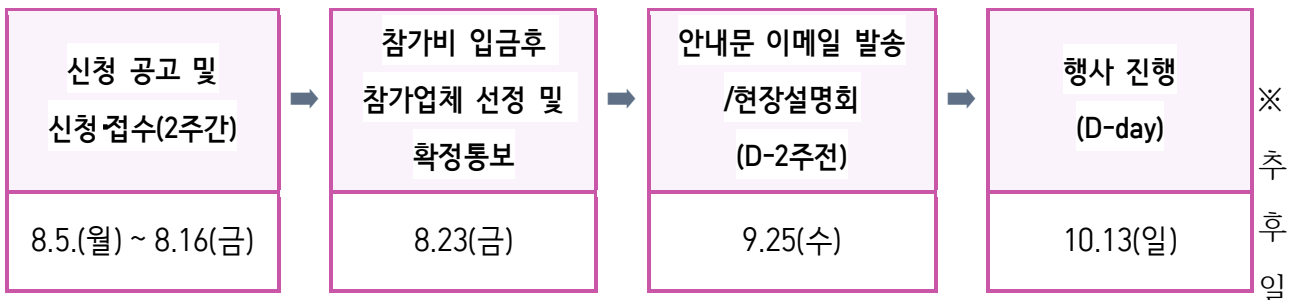 신청 공고 및
신청·접수(2주간)
8.5.(월) ~ 8.16(금)
➡
참가비 입금후
참가업체 선정 및
확정통보
8.23(금)
➡
안내문 이메일 발송
/현장설명회
(D-2주전)
9.25(수)
➡
행사 진행
(D-day)
10.13(일)
※
추
후
일